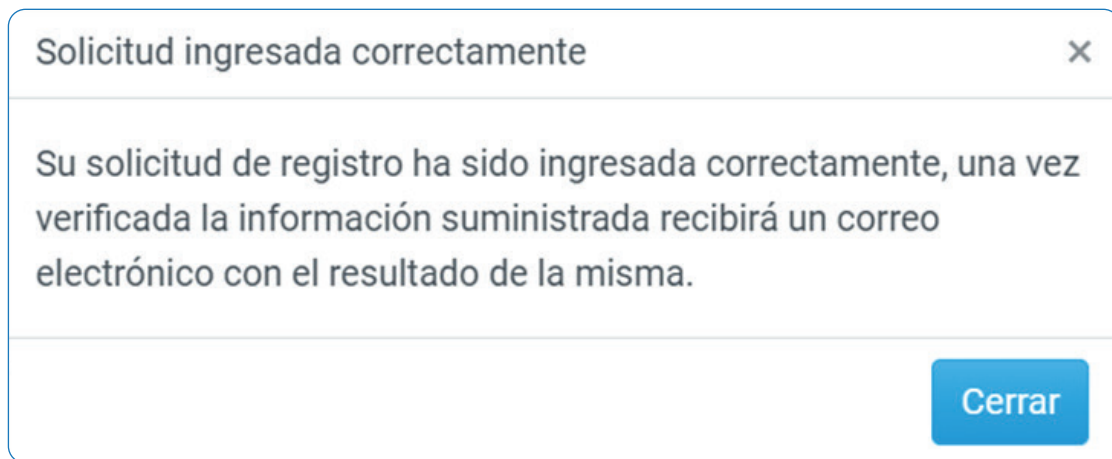 Solicitud ingresada correctamente ×
Su solicitud de registro ha sido ingresada correctamente, una vez
verificada la información suministrada recibirá un correo
electrónico con el resultado de la misma.
Cerrar